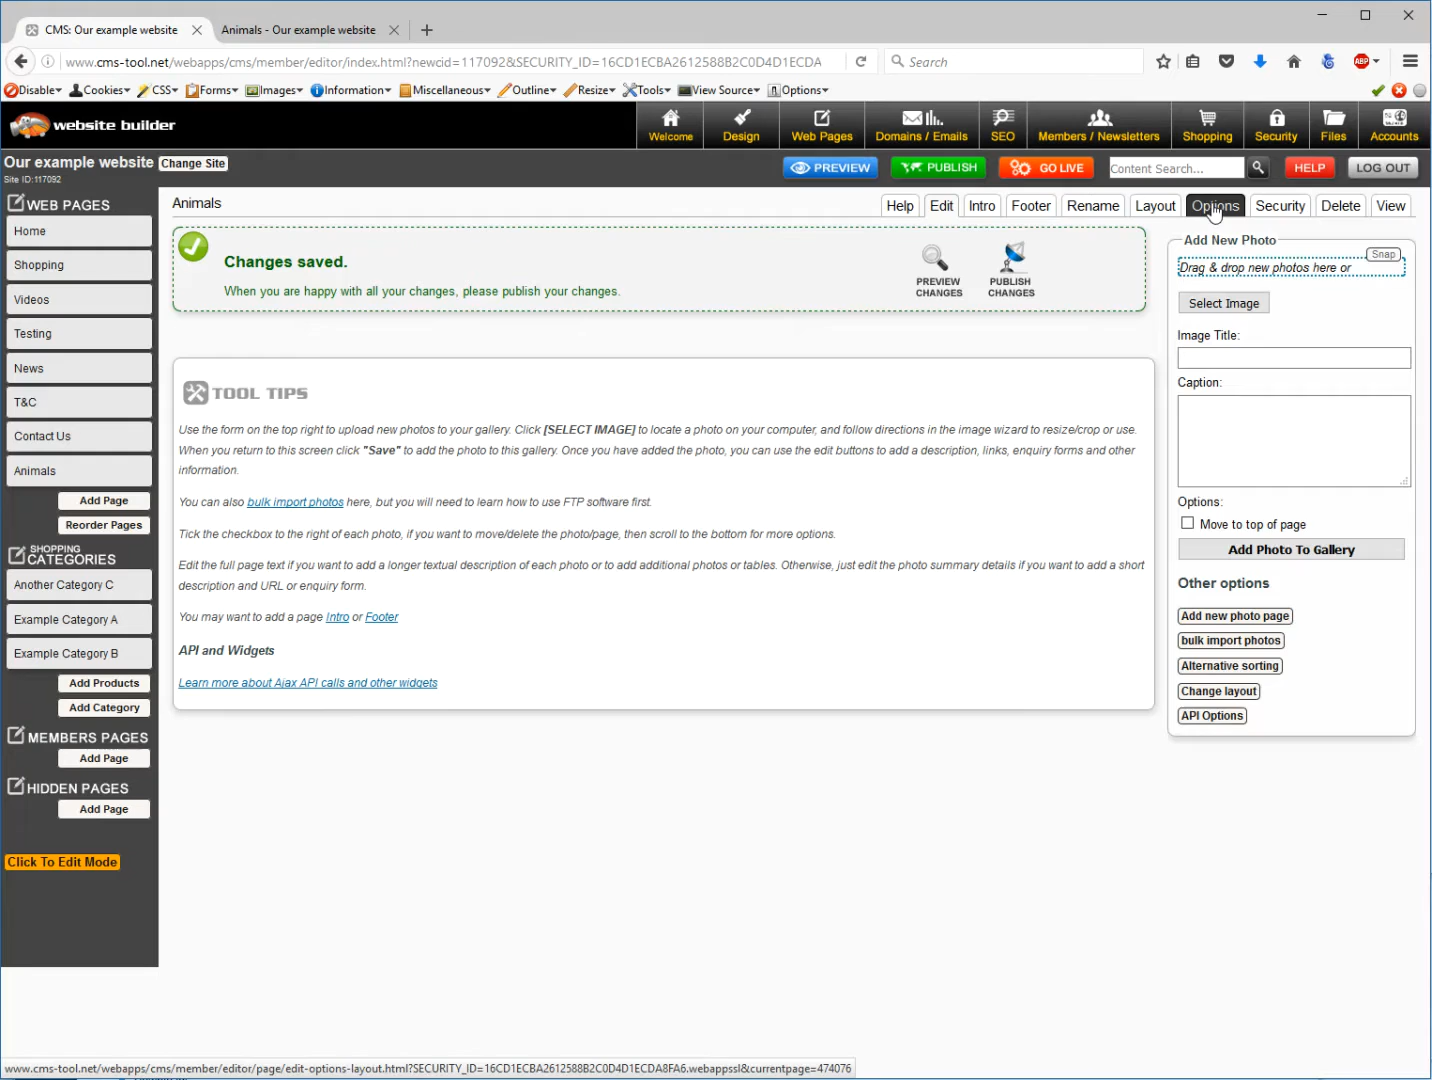 CMS: Our example website
Animals - Our example website
www.cms-tool.net/webapps/cms/member/editor/index.html?newcid=117092&SECURITY_ID=16CD1ECBA2612588B2C0D4D1ECDA
Search
ABP
Disable
Cookies
CSS
Forms
Images
Information
Miscellaneous
Outline
Resize
Tools
View Source
Options
website builder
Welcome
Design
Web Pages
Domains / Emails
SEO
Members / Newsletters
Shopping
Security
Files
Accounts
Our example website
Change Site
Site ID:117092
PREVIEW
PUBLISH
GO LIVE
Content Search...
HELP
LOG OUT
WEB PAGES
Home
Shopping
Videos
Testing
News
T&C
Contact Us
Animals
Add Page
Reorder Pages
SHOPPING
CATEGORIES
Another Category C
Example Category A
Example Category B
Add Products
Add Category
MEMBERS PAGES
Add Page
HIDDEN PAGES
Add Page
Click To Edit Mode
Animals
Help
Edit
Intro
Footer
Rename
Layout
Options
Security
Delete
View
Changes saved.
When you are happy with all your changes, please publish your changes.
PREVIEW
CHANGES
PUBLISH
CHANGES
TOOL TIPS
Use the form on the top right to upload new photos to your gallery. Click [SELECT IMAGE] to locate a photo on your computer, and follow directions in the image wizard to resize/crop or use.
When you return to this screen click "Save" to add the photo to this gallery. Once you have added the photo, you can use the edit buttons to add a description, links, enquiry forms and other
information.
You can also bulk import photos here, but you will need to learn how to use FTP software first.
Tick the checkbox to the right of each photo, if you want to move/delete the photo/page, then scroll to the bottom for more options.
Edit the full page text if you want to add a longer textual description of each photo or to add additional photos or tables. Otherwise, just edit the photo summary details if you want to add a short
description and URL or enquiry form.
You may want to add a page Intro or Footer
API and Widgets
Learn more about Ajax API calls and other widgets
Add New Photo
Snap
Drag & drop new photos here or
Select Image
Image Title:
Caption:
Options:
Move to top of page
Add Photo To Gallery
Other options
Add new photo page
bulk import photos
Alternative sorting
Change layout
API Options
www.cms-tool.net/webapps/cms/member/editor/page/edit-options-layout.html?SECURITY_ID=16CD1ECBA2612588B2C0D4D1ECDA8FA6.webappssl&currentpage=474076